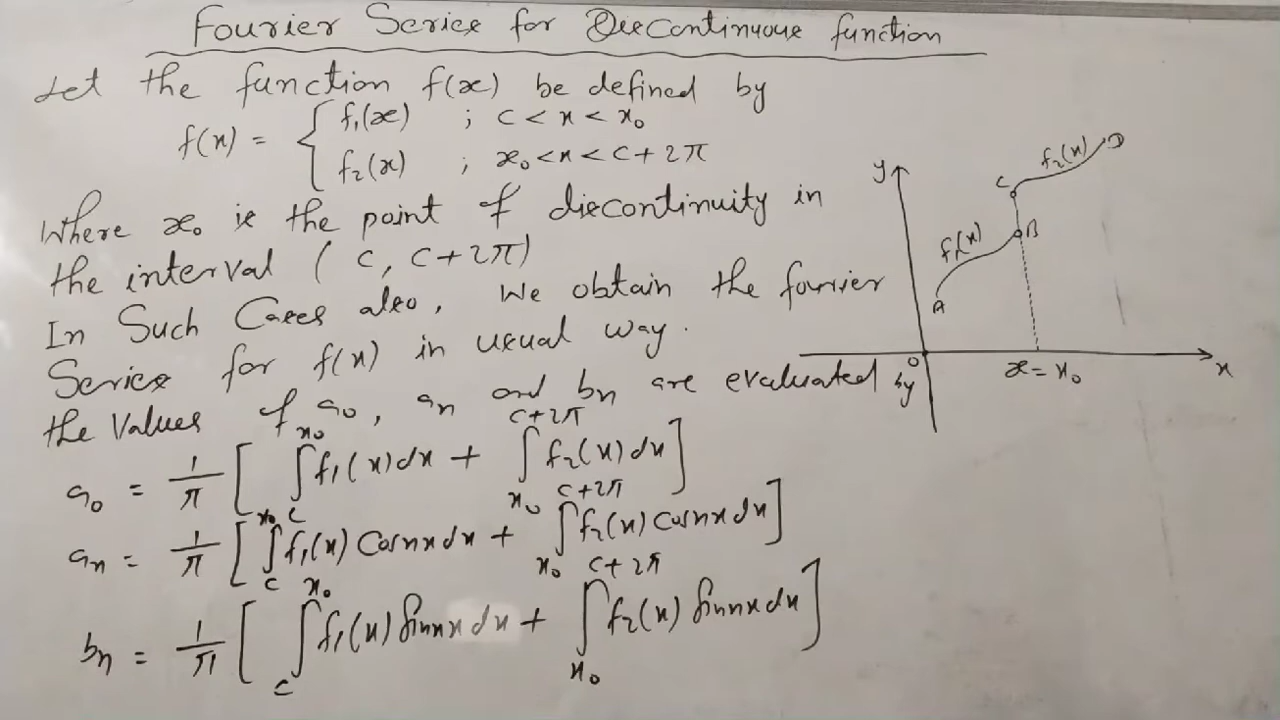 Fourier Series for Discontinuous function
Let the function f(x) be defined by
f(x) = { f₁(x) ; c < x < x₀
f₂(x) ; x₀ < x < c + 2π
Where x₀ is the point of discontinuity in
the interval ( c, c + 2π)
In Such Cases also, We obtain the fourier
Series for f(x) in usual way.
the Values of a₀, aₙ and bₙ are evaluated by
a₀ = 1/π [ ∫_c^x₀ f₁(x) dx + ∫_x₀^c+2π f₂(x) dx ]
aₙ = 1/π [ ∫_c^x₀ f₁(x) Cosnx dx + ∫_x₀^c+2π f₂(x) Cosnx dx ]
bₙ = 1/π [ ∫_c^x₀ f₁(x) Sinnx dx + ∫_x₀^c+2π f₂(x) Sinnx dx ]
y
f₂(x)
D
C
f₁(x)
B
A
O
x = x₀
x